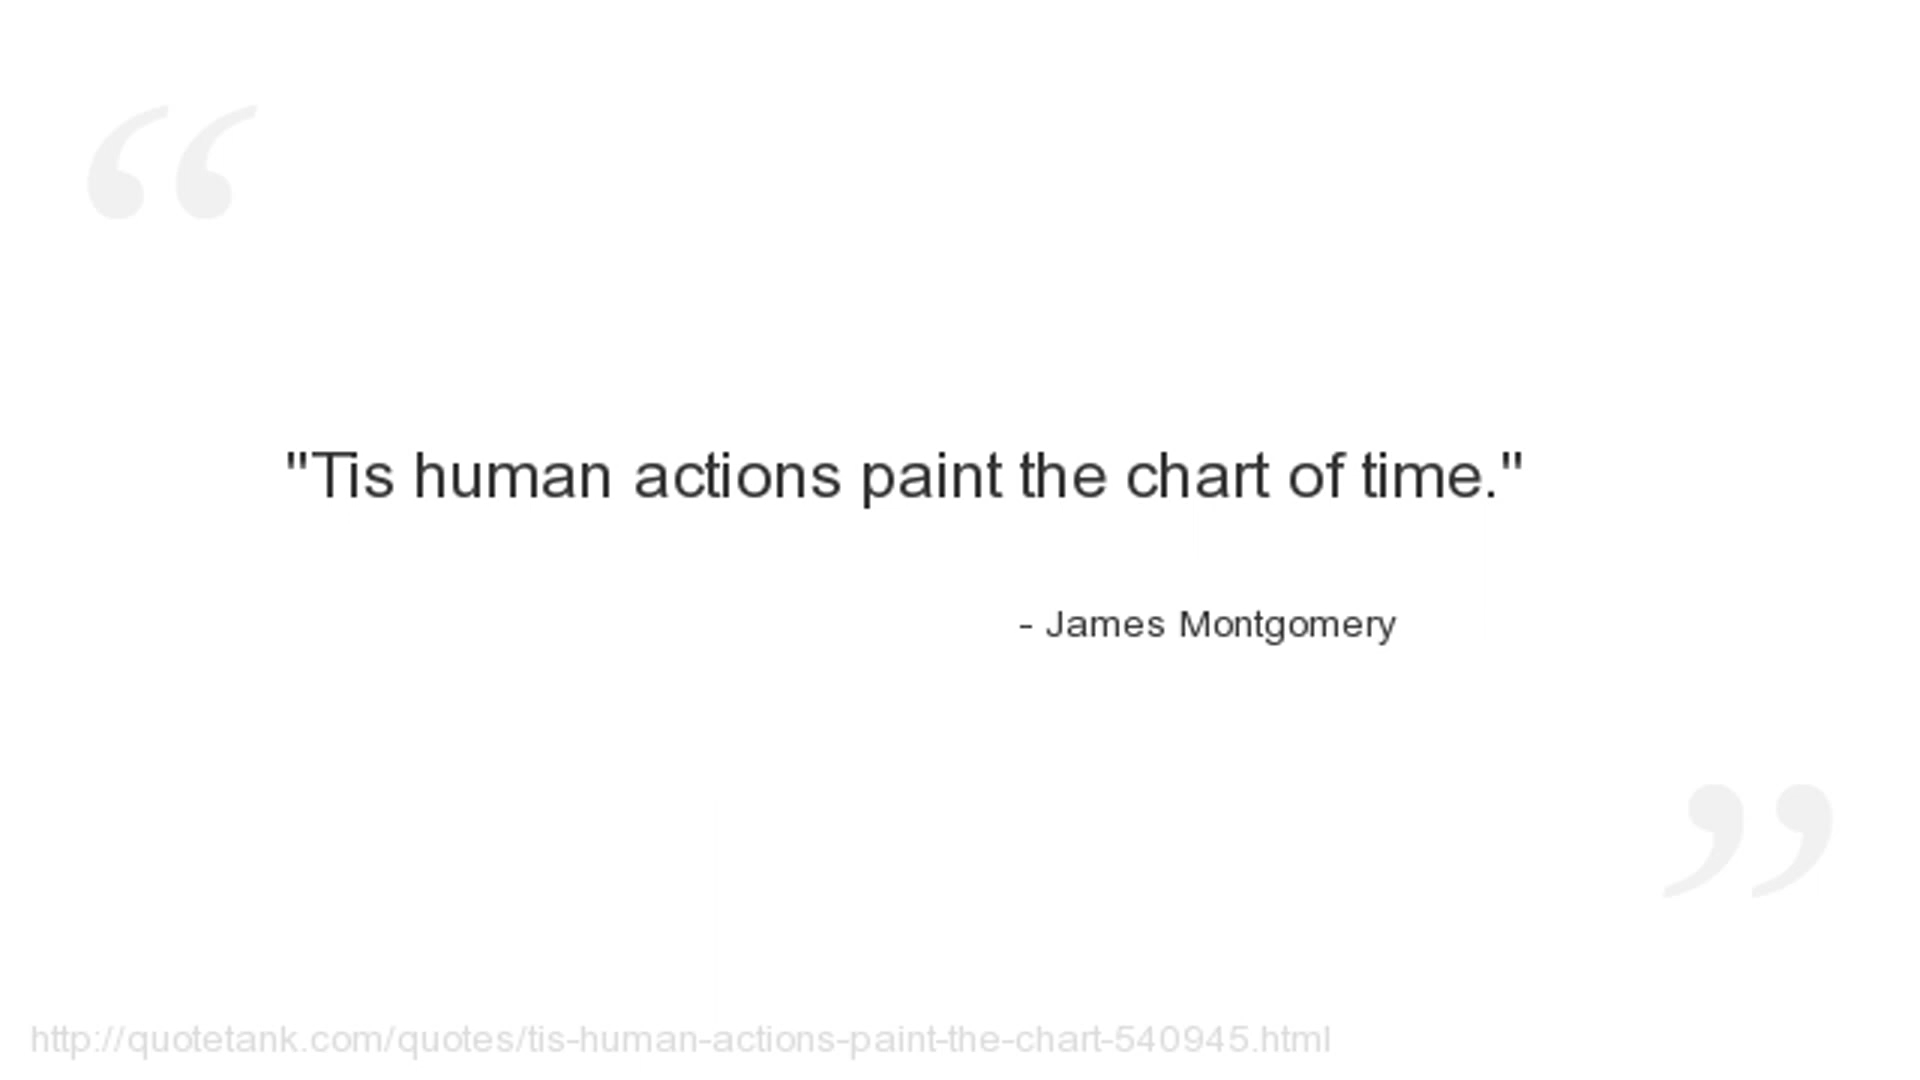 "Tis human actions paint the chart of time."
- James Montgomery
http://quotetank.com/quotes/tis-human-actions-paint-the-chart-540945.html